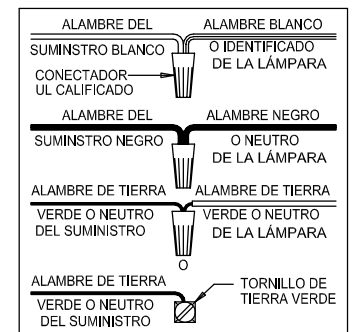 ALAMBRE DEL ALAMBRE BLANCO
SUMINSTRO BLANCO O IDENTIFICADO
DE LA LÁMPARA
CONECTADOR
UL CALIFICADO
ALAMBRE DEL ALAMBRE NEGRO
SUMINSTRO NEGRO O NEUTRO
DE LA LÁMPARA
ALAMBRE DE TIERRA ALAMBRE DE TIERRA
VERDE O NEUTRO VERDE O NEUTRO
DEL SUMINISTRO DE LA LÁMPARA
O
ALAMBRE DE TIERRA TORNILLO DE
VERDE O NEUTRO TIERRA VERDE
DEL SUMINISTRO